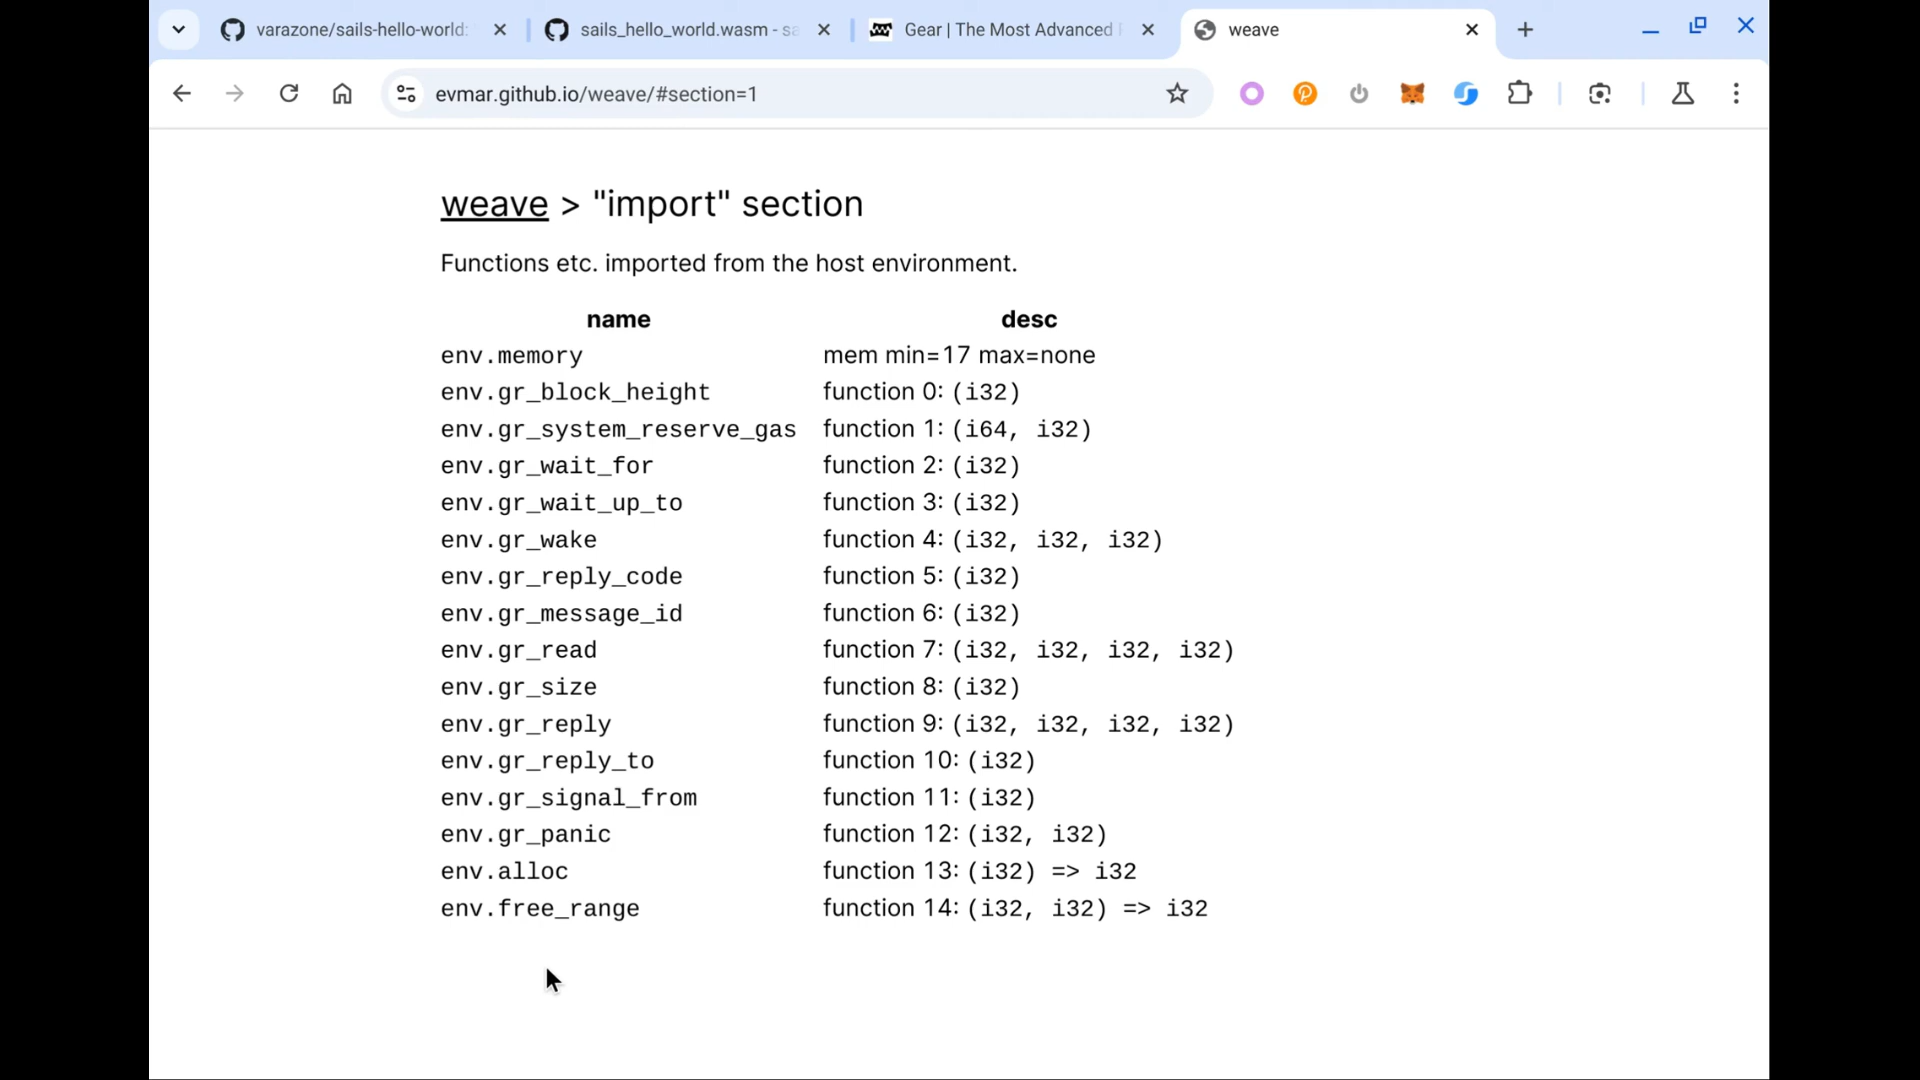 varazone/sails-hello-world:
sails_hello_world.wasm - sa
Gear | The Most Advanced
weave
evmar.github.io/weave/#section=1
weave > "import" section
Functions etc. imported from the host environment.
name desc
env.memory mem min=17 max=none
env.gr_block_height function 0: (i32)
env.gr_system_reserve_gas function 1: (i64, i32)
env.gr_wait_for function 2: (i32)
env.gr_wait_up_to function 3: (i32)
env.gr_wake function 4: (i32, i32, i32)
env.gr_reply_code function 5: (i32)
env.gr_message_id function 6: (i32)
env.gr_read function 7: (i32, i32, i32, i32)
env.gr_size function 8: (i32)
env.gr_reply function 9: (i32, i32, i32, i32)
env.gr_reply_to function 10: (i32)
env.gr_signal_from function 11: (i32)
env.gr_panic function 12: (i32, i32)
env.alloc function 13: (i32) => i32
env.free_range function 14: (i32, i32) => i32